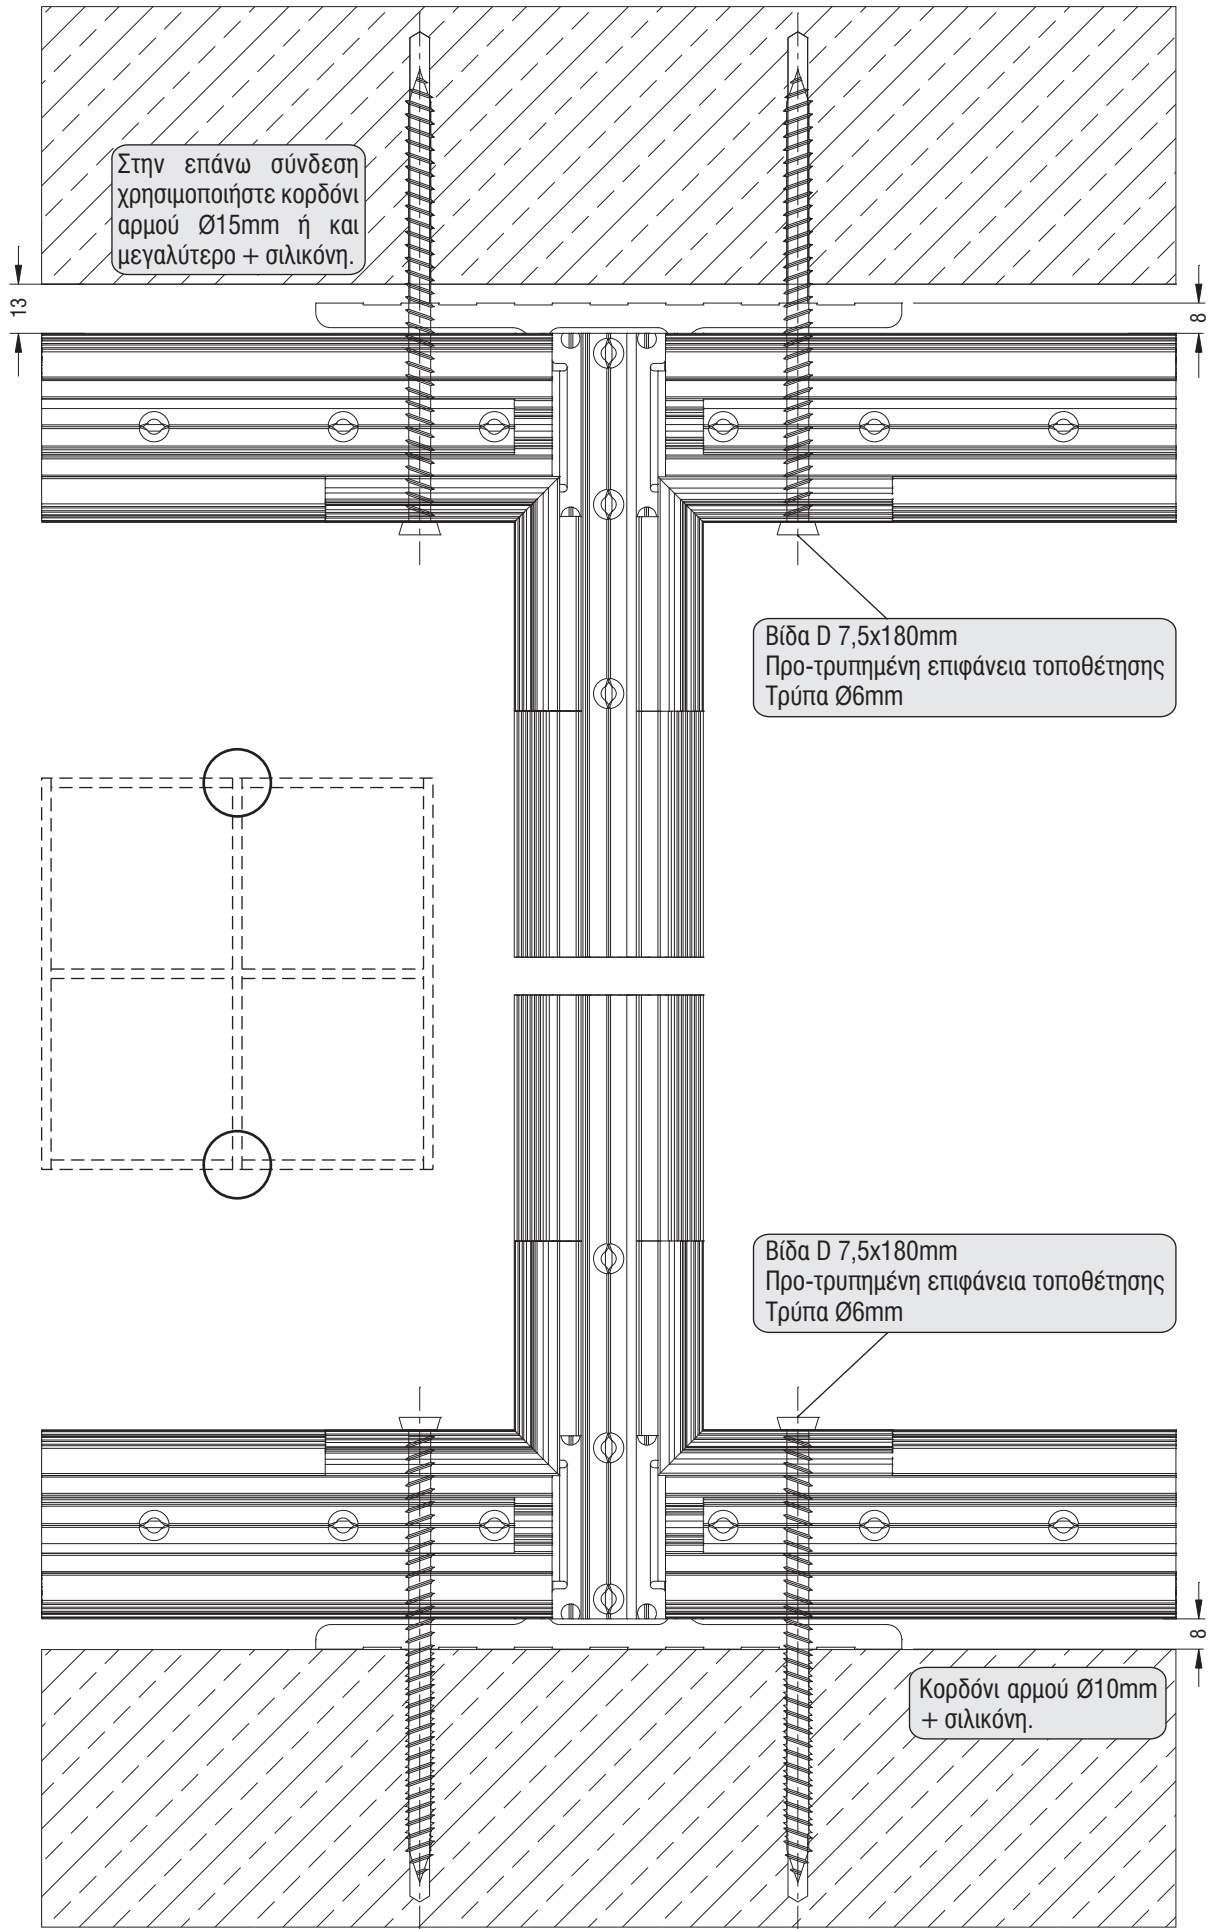 Στην επάνω σύνδεση
χρησιμοποιήστε κορδόνι
αρμού Ø15mm ή και
μεγαλύτερο + σιλικόνη.
13
8
Βίδα D 7,5x180mm
Προ-τρυπημένη επιφάνεια τοποθέτησης
Τρύπα Ø6mm
Βίδα D 7,5x180mm
Προ-τρυπημένη επιφάνεια τοποθέτησης
Τρύπα Ø6mm
8
Κορδόνι αρμού Ø10mm
+ σιλικόνη.